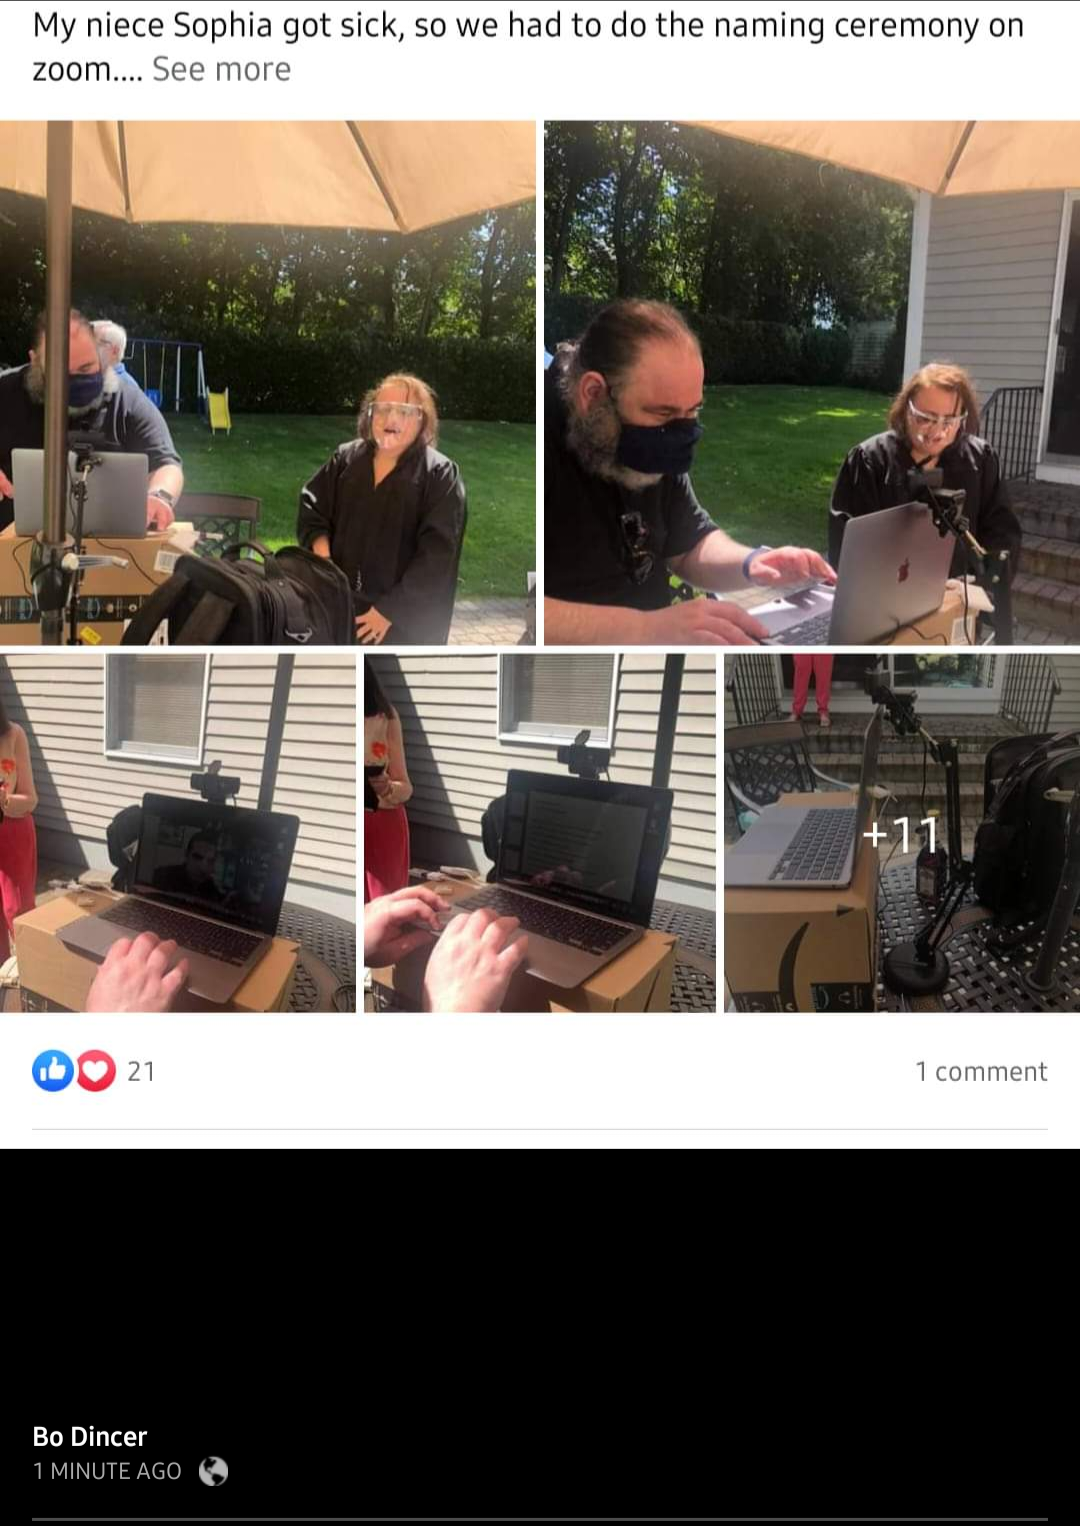 My niece Sophia got sick, so we had to do the naming ceremony on
zoom.... See more
+11
21
1 comment
Bo Dincer
1 MINUTE AGO